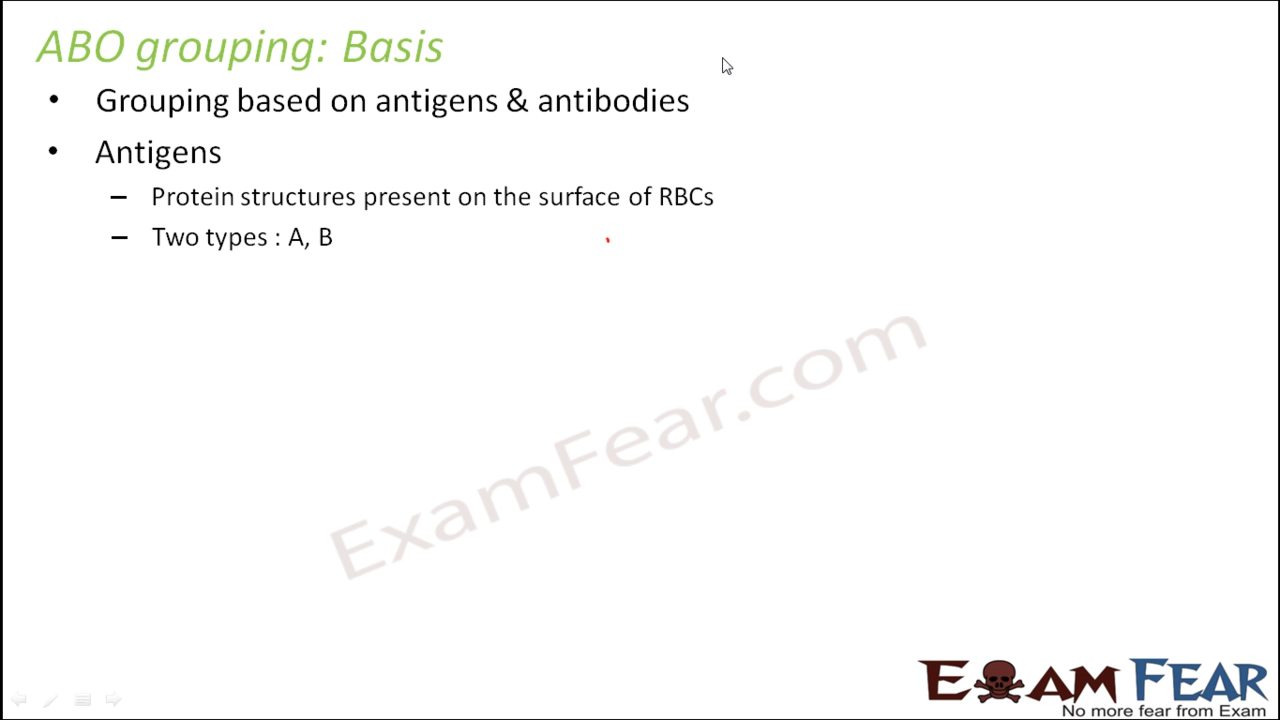 ABO grouping: Basis
• Grouping based on antigens & antibodies
• Antigens
– Protein structures present on the surface of RBCs
– Two types : A, B
ExamFear.com
EXAM FEAR
No more fear from Exam